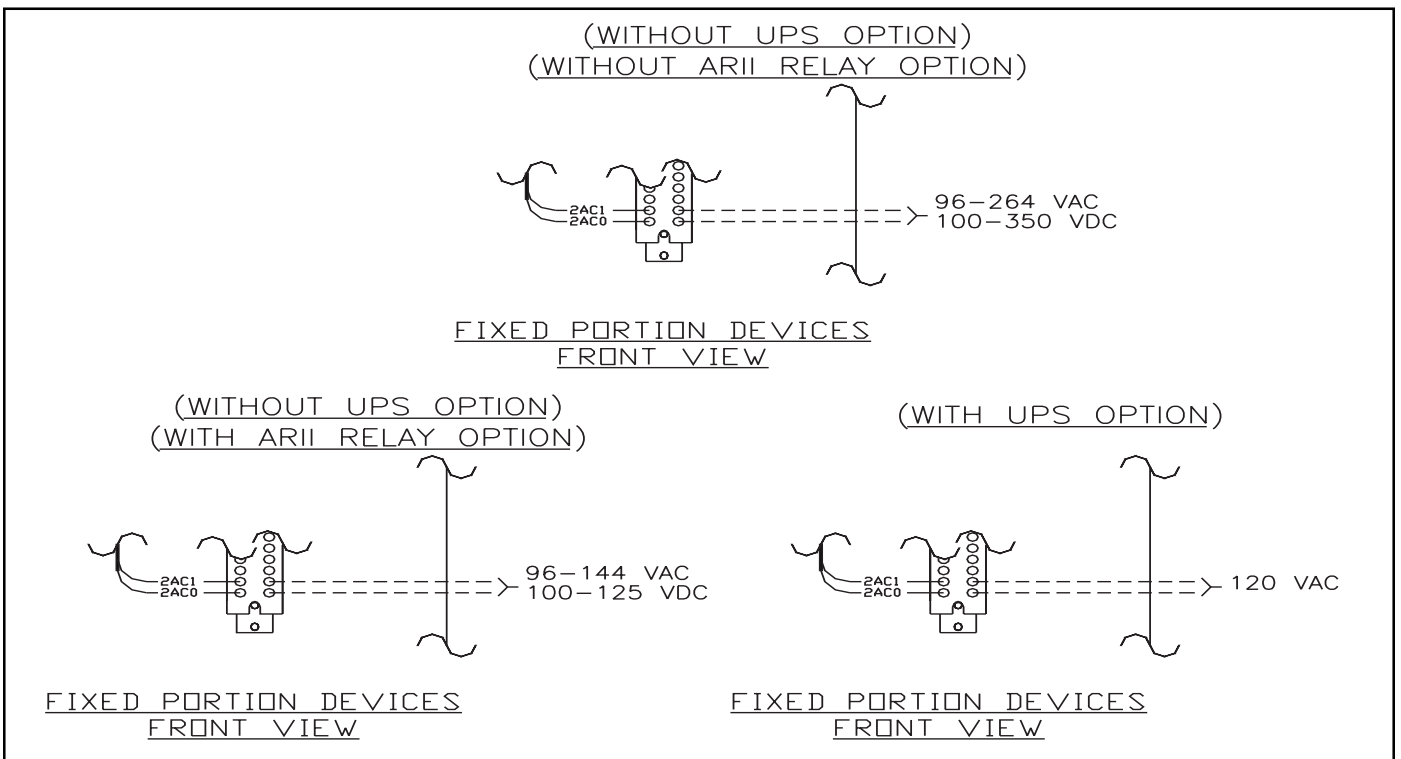 (WITHOUT UPS OPTION)
(WITHOUT ARII RELAY OPTION)
2AC1
2AC0
96-264 VAC
100-350 VDC
FIXED PORTION DEVICES
FRONT VIEW
(WITHOUT UPS OPTION)
(WITH ARII RELAY OPTION)
2AC1
2AC0
96-144 VAC
100-125 VDC
FIXED PORTION DEVICES
FRONT VIEW
(WITH UPS OPTION)
2AC1
2AC0
120 VAC
FIXED PORTION DEVICES
FRONT VIEW